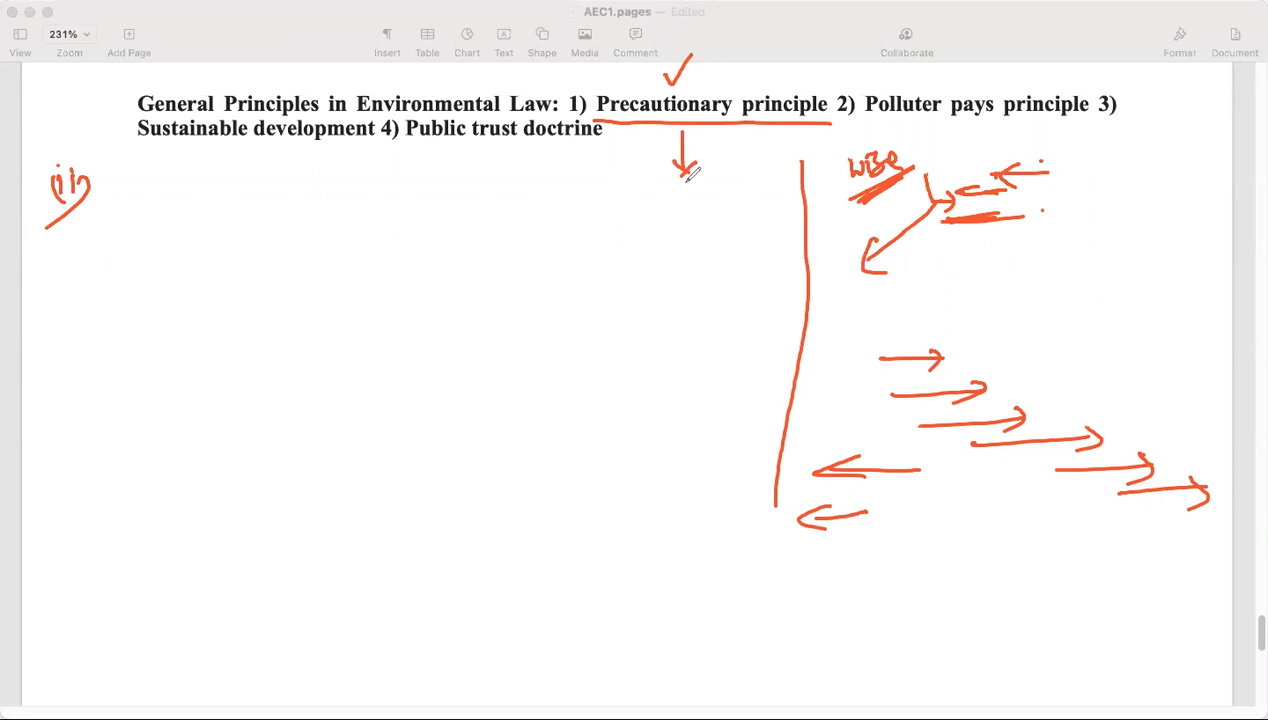 AEC1.pages — Edited
231%
View Zoom Add Page Insert Table Chart Text Shape Media Comment Collaborate Format Document
General Principles in Environmental Law: 1) Precautionary principle 2) Polluter pays principle 3)
Sustainable development 4) Public trust doctrine